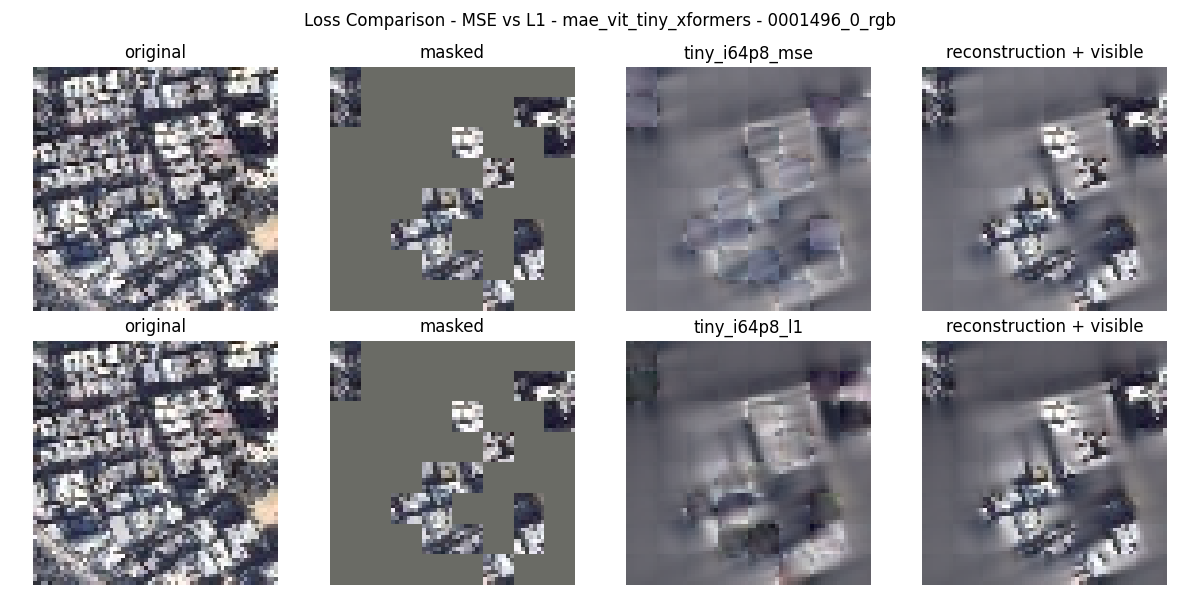 Loss Comparison - MSE vs L1 - mae_vit_tiny_xformers - 0001496_0_rgb
original masked tiny_i64p8_mse reconstruction + visible
original masked tiny_i64p8_l1 reconstruction + visible